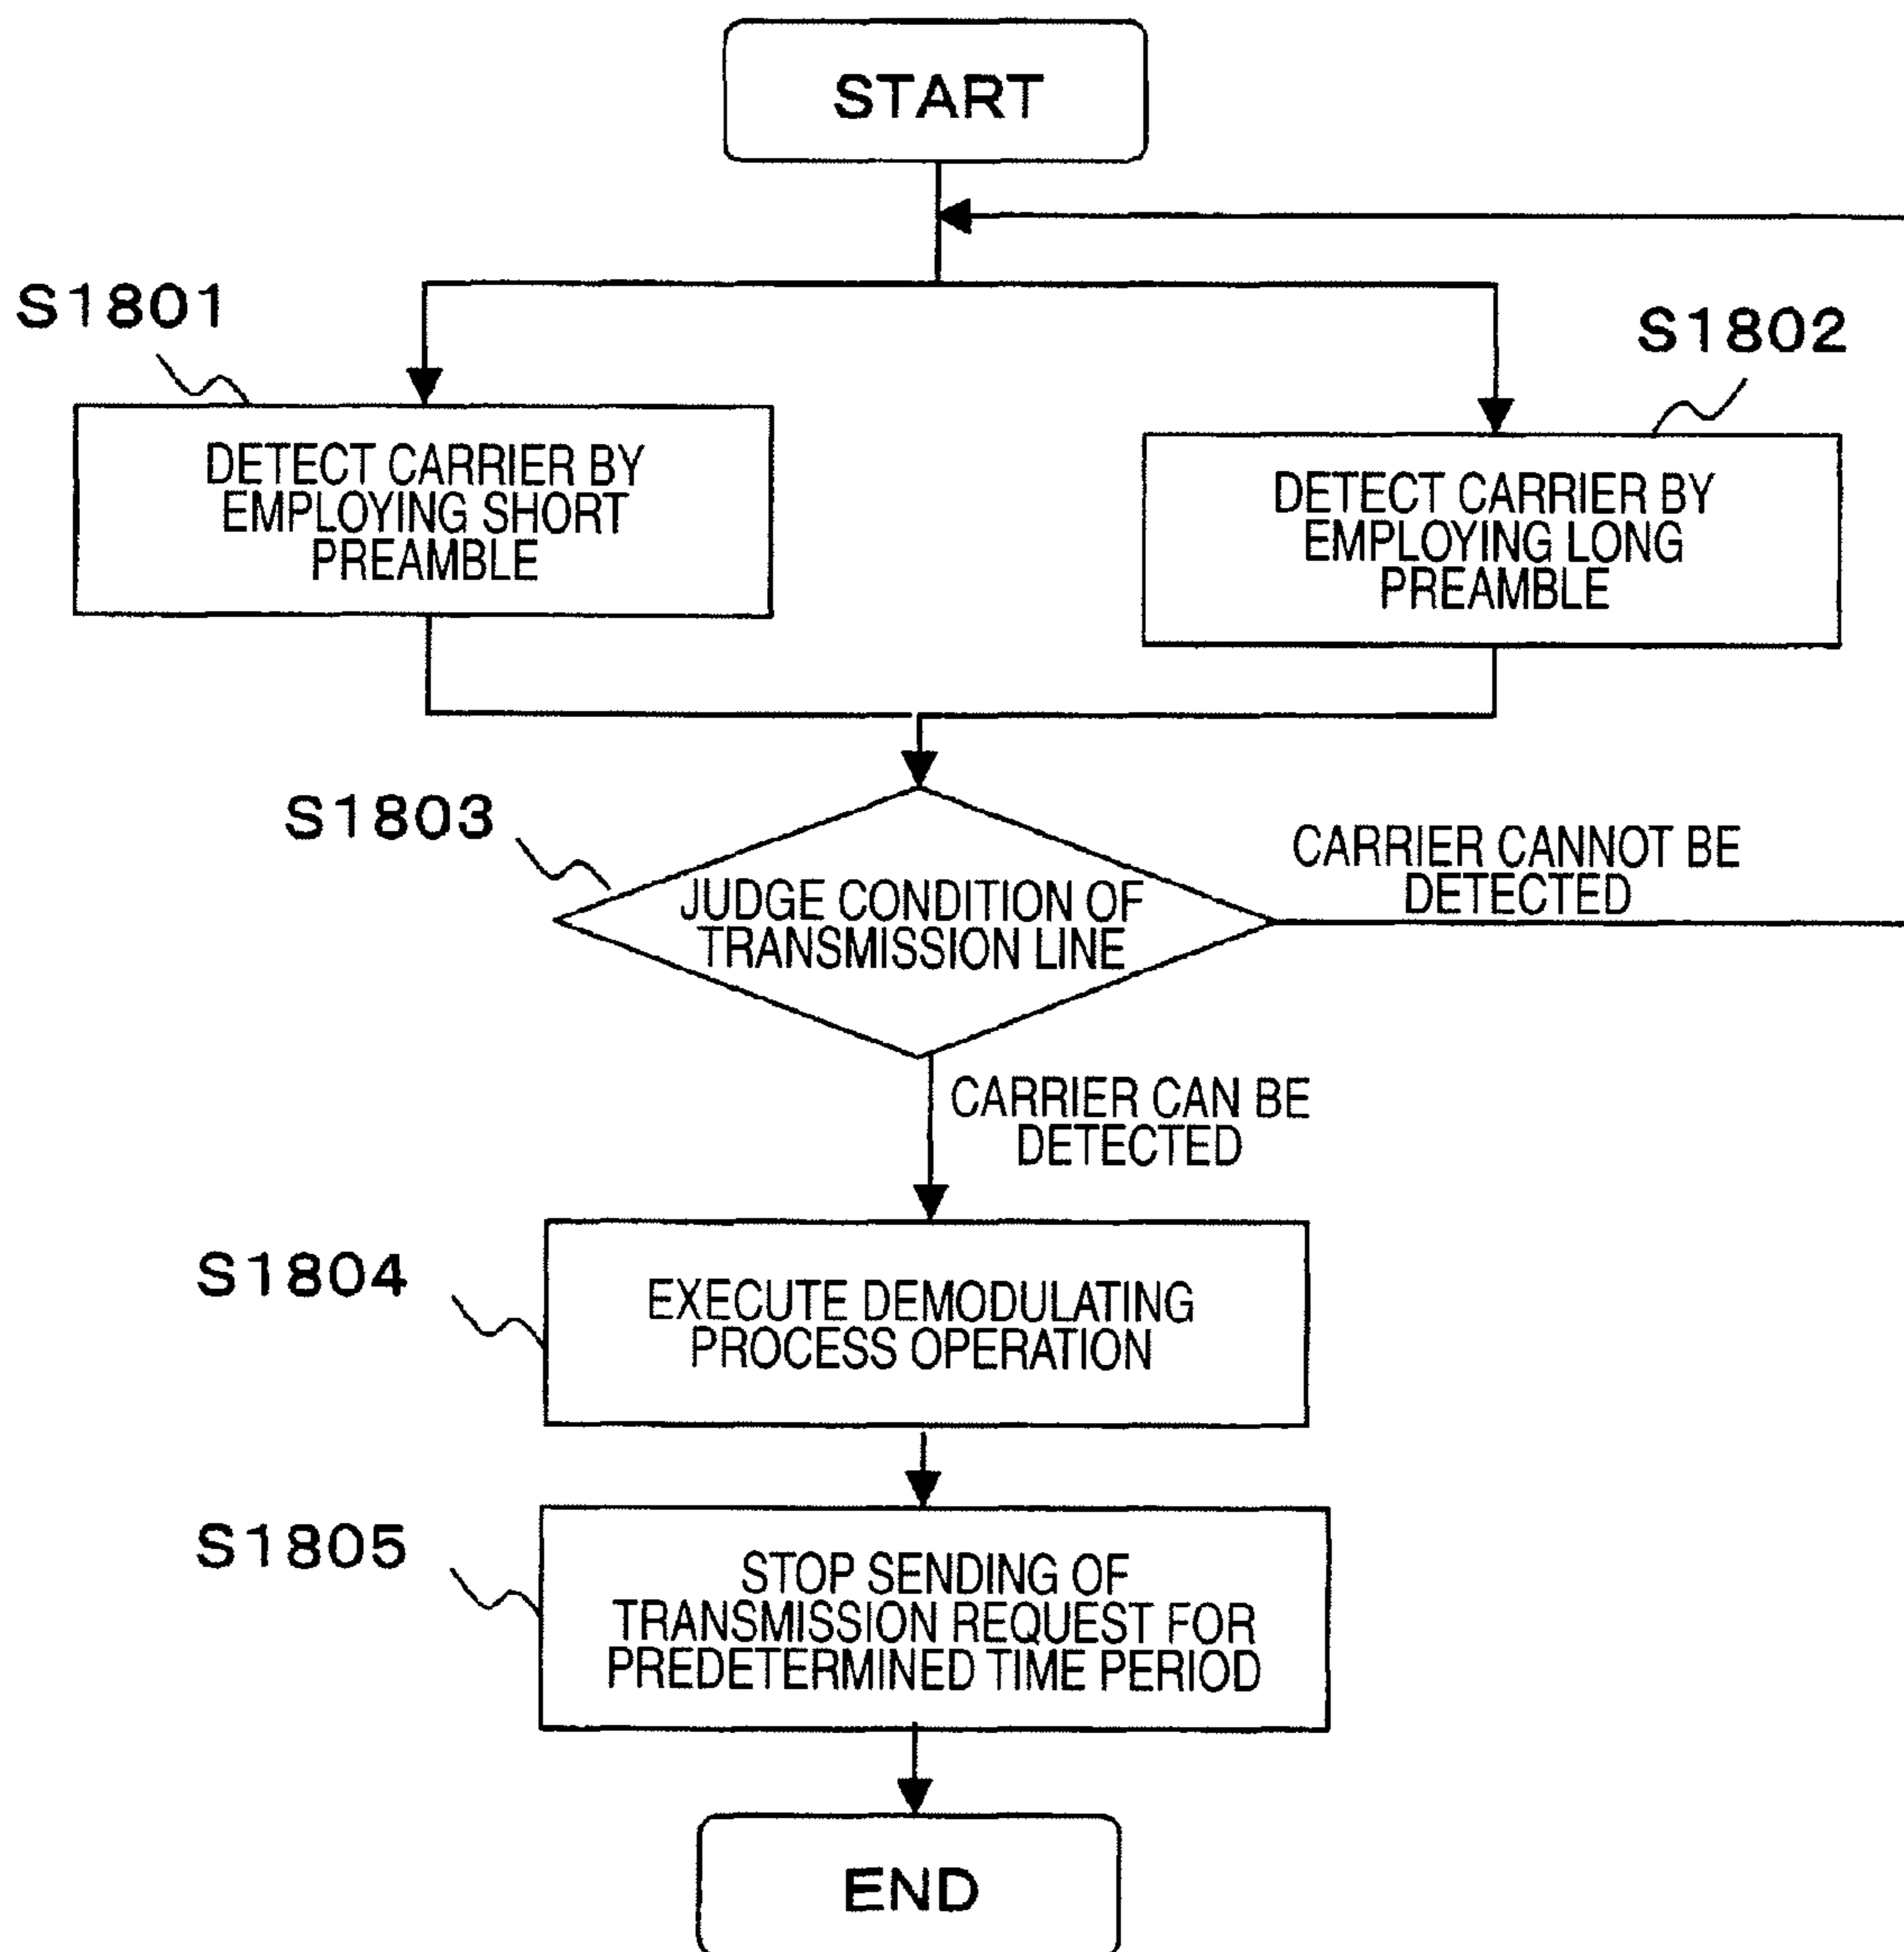 START
S1801
S1802
DETECT CARRIER BY
EMPLOYING SHORT
PREAMBLE
DETECT CARRIER BY
EMPLOYING LONG
PREAMBLE
S1803
JUDGE CONDITION OF
TRANSMISSION LINE
CARRIER CANNOT BE
DETECTED
CARRIER CAN BE
DETECTED
S1804
EXECUTE DEMODULATING
PROCESS OPERATION
S1805
STOP SENDING OF
TRANSMISSION REQUEST FOR
PREDETERMINED TIME PERIOD
END